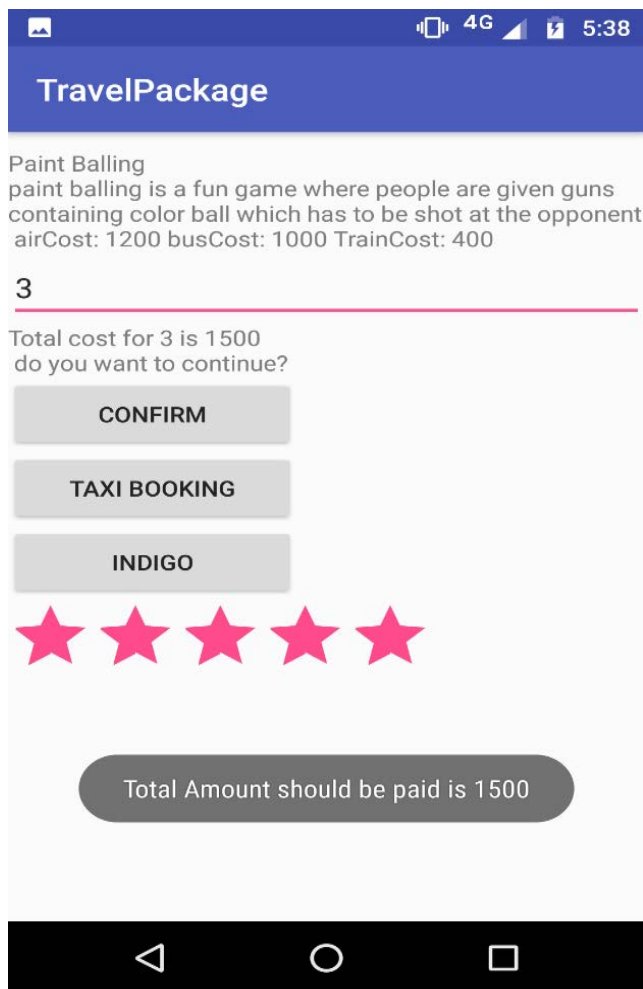 4G 5:38
TravelPackage
Paint Balling
paint balling is a fun game where people are given guns
containing color ball which has to be shot at the opponent
airCost: 1200 busCost: 1000 TrainCost: 400
3
Total cost for 3 is 1500
do you want to continue?
CONFIRM
TAXI BOOKING
INDIGO
Total Amount should be paid is 1500